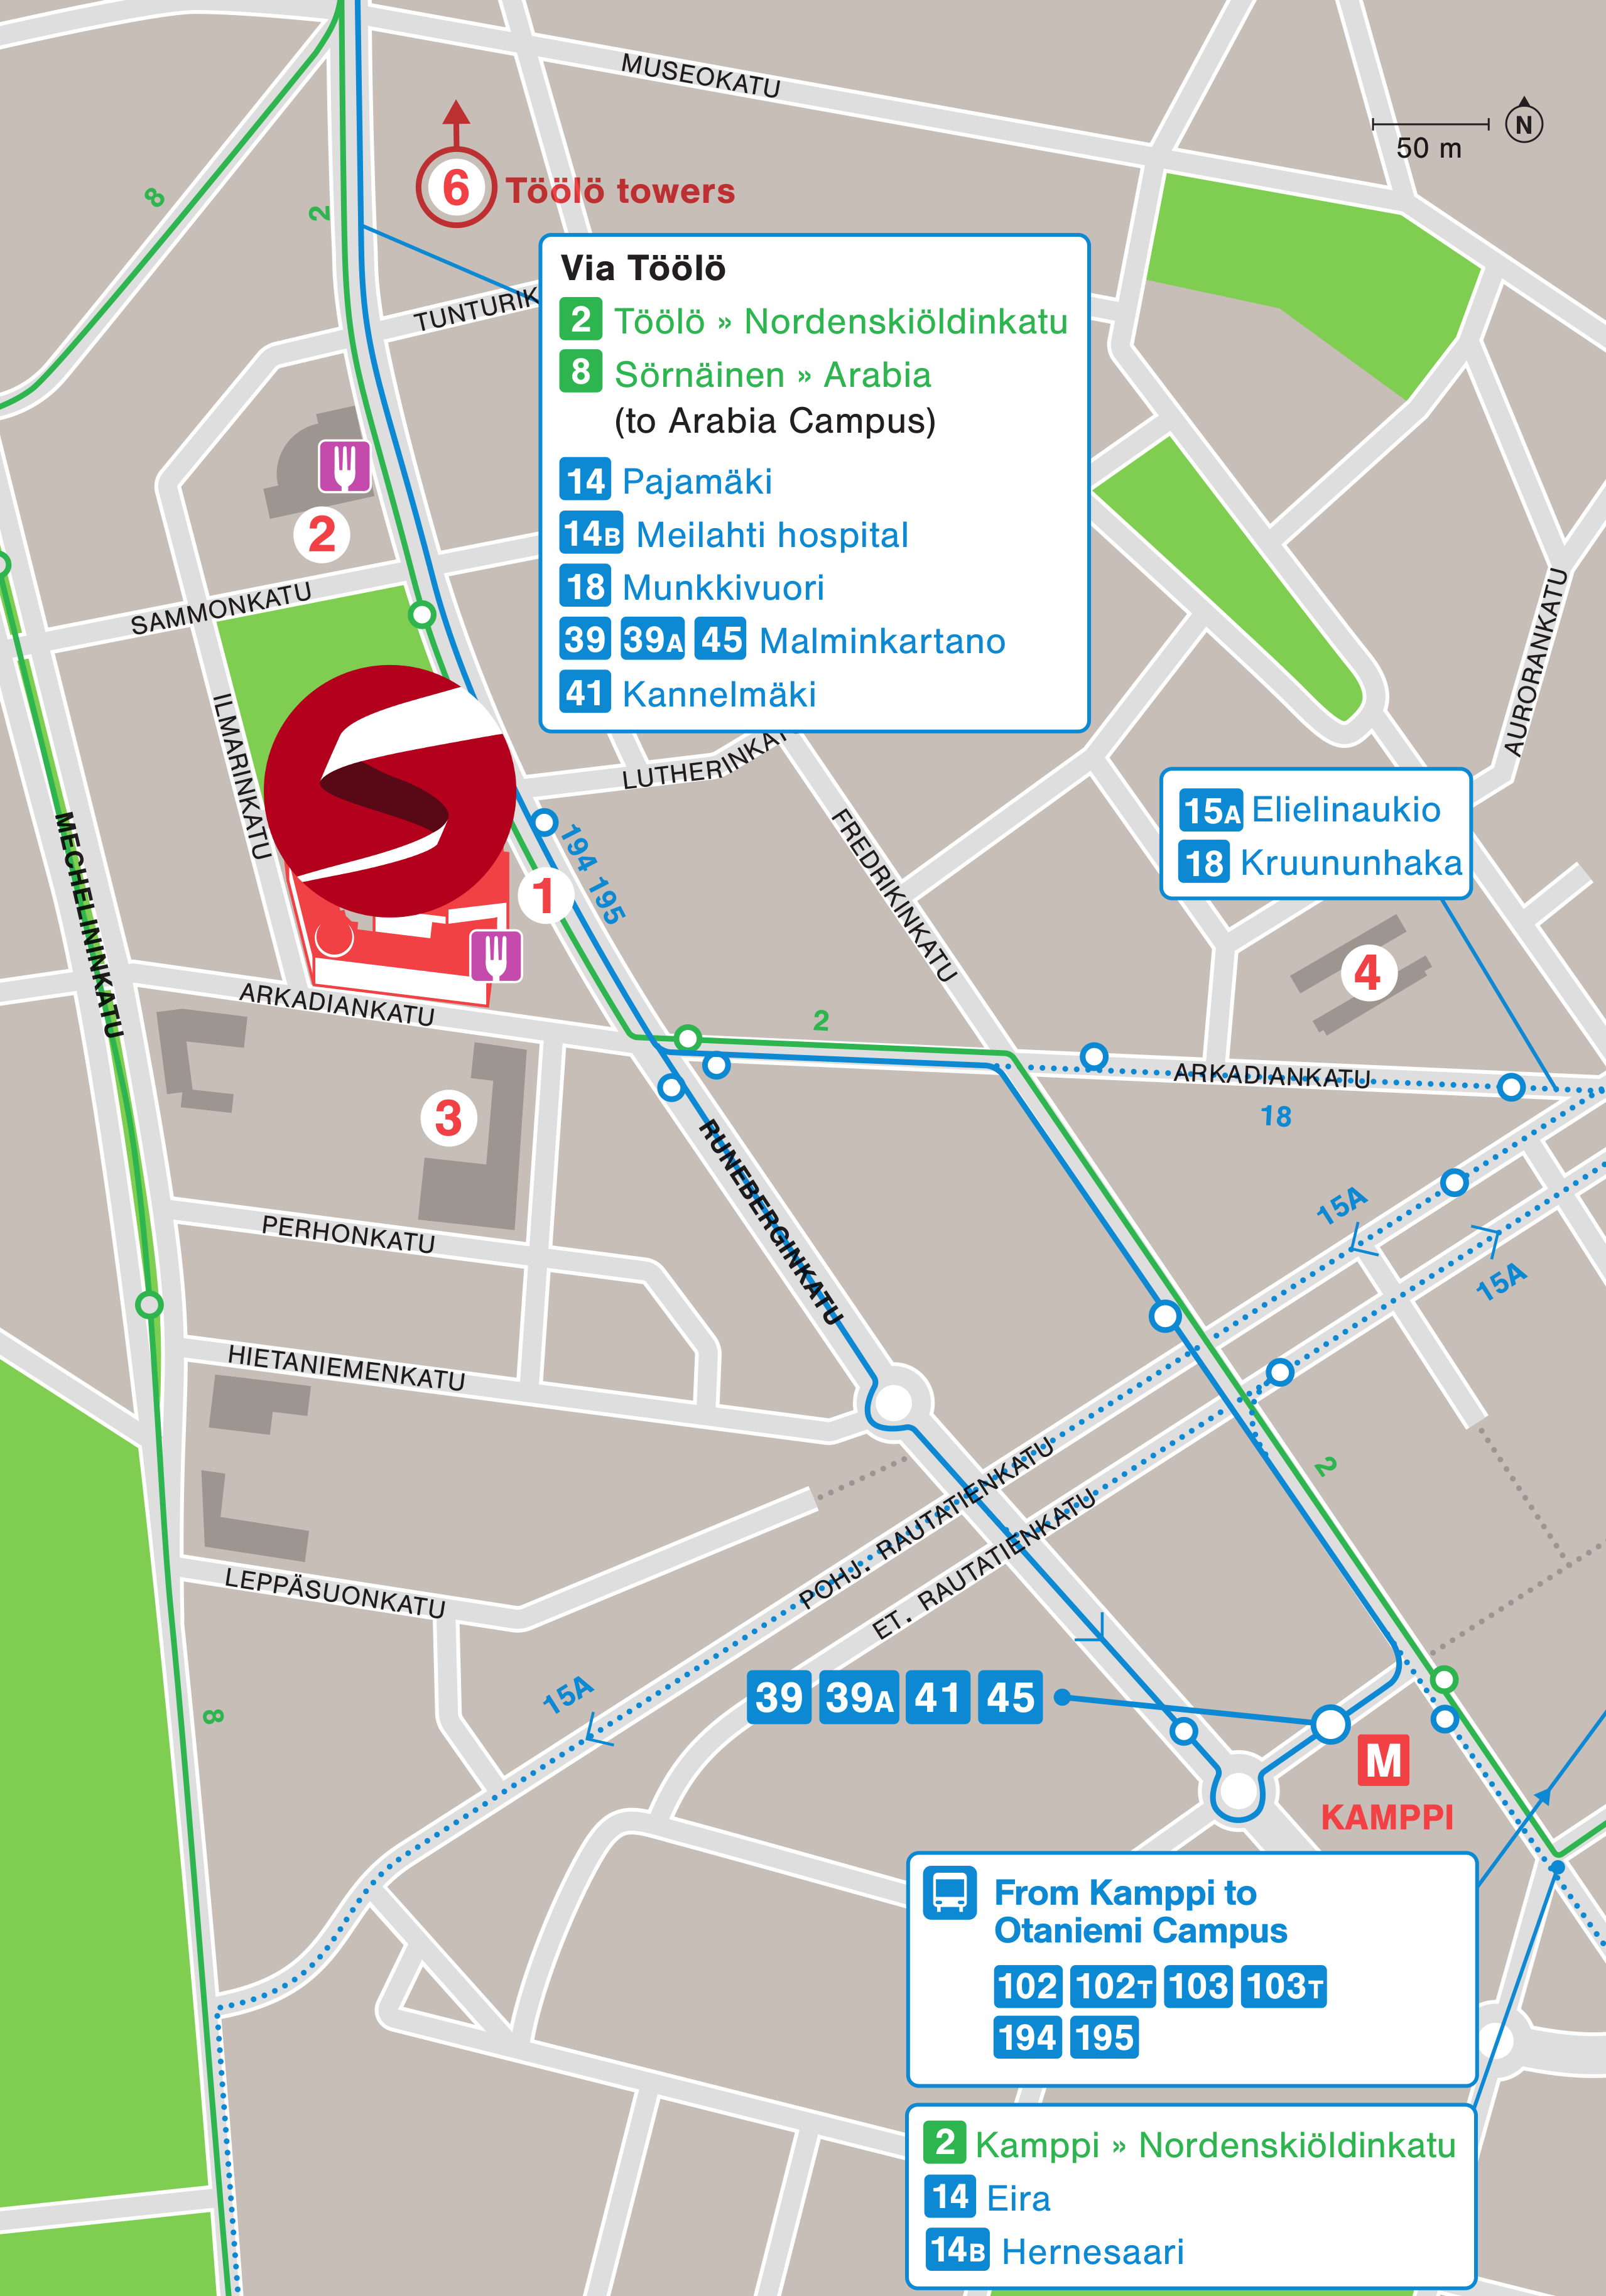 MUSEOKATU
N
50 m
8
2
6 Töölö towers
TUNTURIK
Via Töölö
2 Töölö » Nordenskiöldinkatu
8 Sörnäinen » Arabia
(to Arabia Campus)
14 Pajamäki
14B Meilahti hospital
18 Munkkivuori
39 39A 45 Malminkartano
41 Kannelmäki
2
SAMMONKATU
AURORANKATU
ILMARINKATU
LUTHERINKAT
15A Elielinaukio
18 Kruununhaka
MECHELININKATU
FREDRIKINKATU
194 195
1
4
ARKADIANKATU
2
ARKADIANKATU
18
3
RUNEBERGINKATU
PERHONKATU
15A
15A
HIETANIEMENKATU
2
POHJ. RAUTATIENKATU
ET. RAUTATIENKATU
LEPPÄSUONKATU
15A
8
39 39A 41 45
M
KAMPPI
From Kamppi to
Otaniemi Campus
102 102T 103 103T
194 195
2 Kamppi » Nordenskiöldinkatu
14 Eira
14B Hernesaari